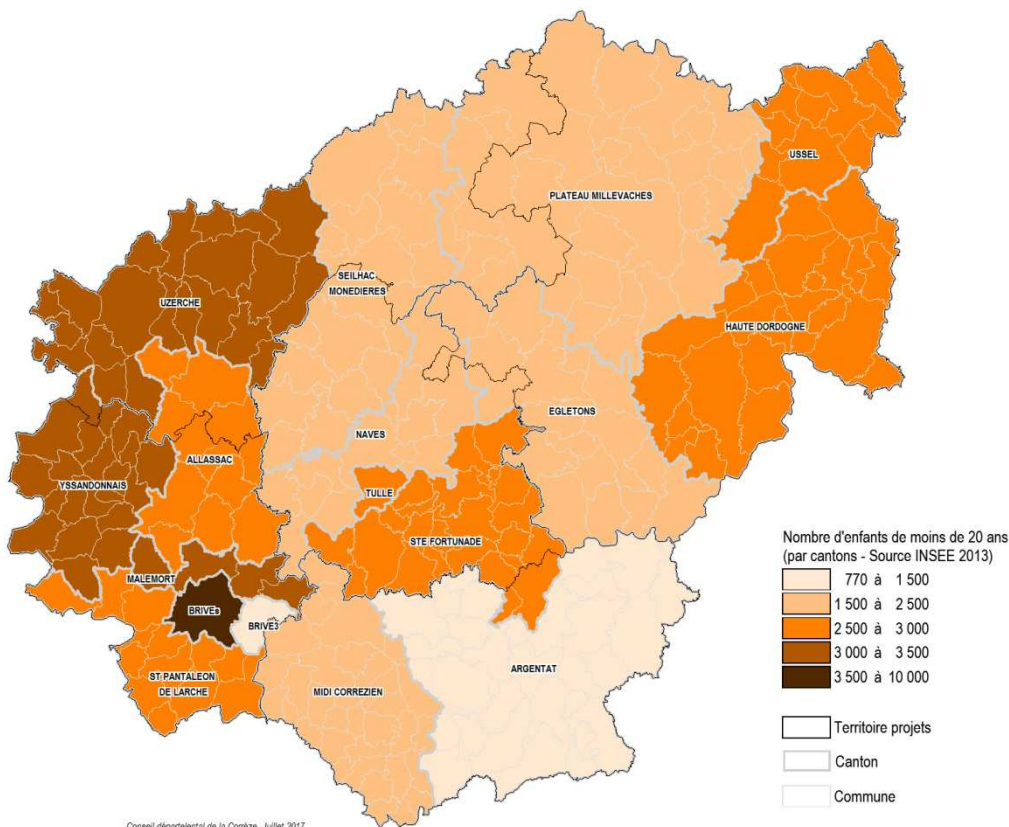 USSEL
PLATEAU MILLEVACHES
SEILHAC
MONEDIERES
UZERCHE
HAUTE DORDOGNE
EGLETONS
NAVES
ALLASSAC
YSSANDONNAIS
TULLE
STE FORTUNADE
MALEMORT
BRIVEs
BRIVE3
ARGENTAT
ST PANTALEON
DE LARCHE
MIDI CORREZIEN
Nombre d'enfants de moins de 20 ans
(par cantons - Source INSEE 2013)
770 à 1 500
1 500 à 2 500
2 500 à 3 000
3 000 à 3 500
3 500 à 10 000
Territoire projets
Canton
Commune
Conseil départelental de la Corrèze, Juillet 2017